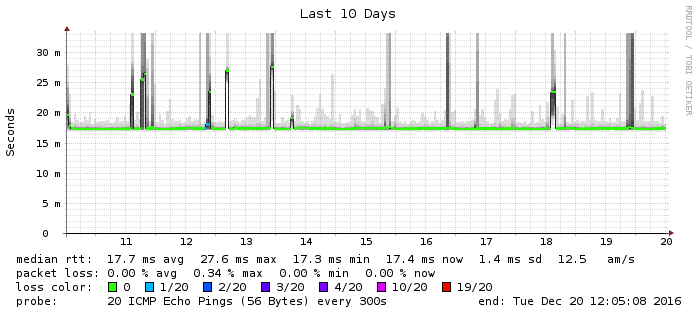 Last 10 Days
RRDTOOL / TOBI OETIKER
Seconds
30 m
25 m
20 m
15 m
10 m
5 m
0
11 12 13 14 15 16 17 18 19 20
median rtt: 17.7 ms avg 27.6 ms max 17.3 ms min 17.4 ms now 1.4 ms sd 12.5 am/s
packet loss: 0.00 % avg 0.34 % max 0.00 % min 0.00 % now
loss color: 0 1/20 2/20 3/20 4/20 10/20 19/20
probe: 20 ICMP Echo Pings (56 Bytes) every 300s end: Tue Dec 20 12:05:08 2016